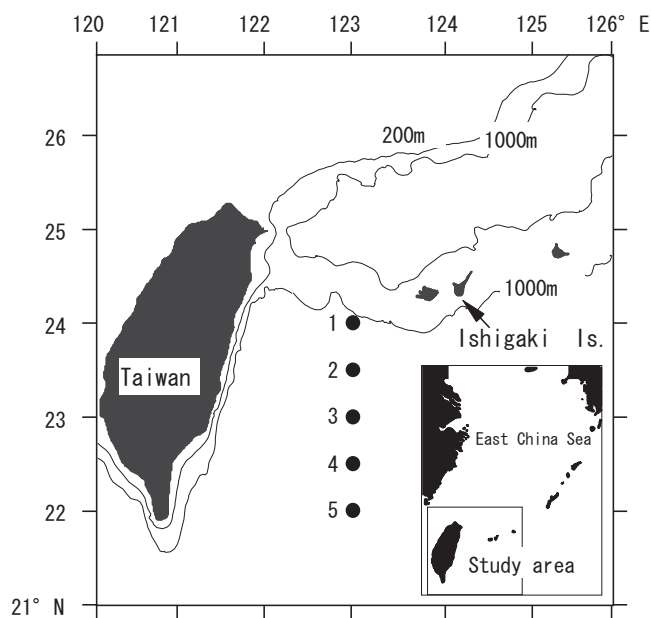 120 121 122 123 124 125 126° E
26
200m 1000m
25
1000m
24 1
Ishigaki Is.
Taiwan
2
23 3
East China Sea
4
22 5
Study area
21° N